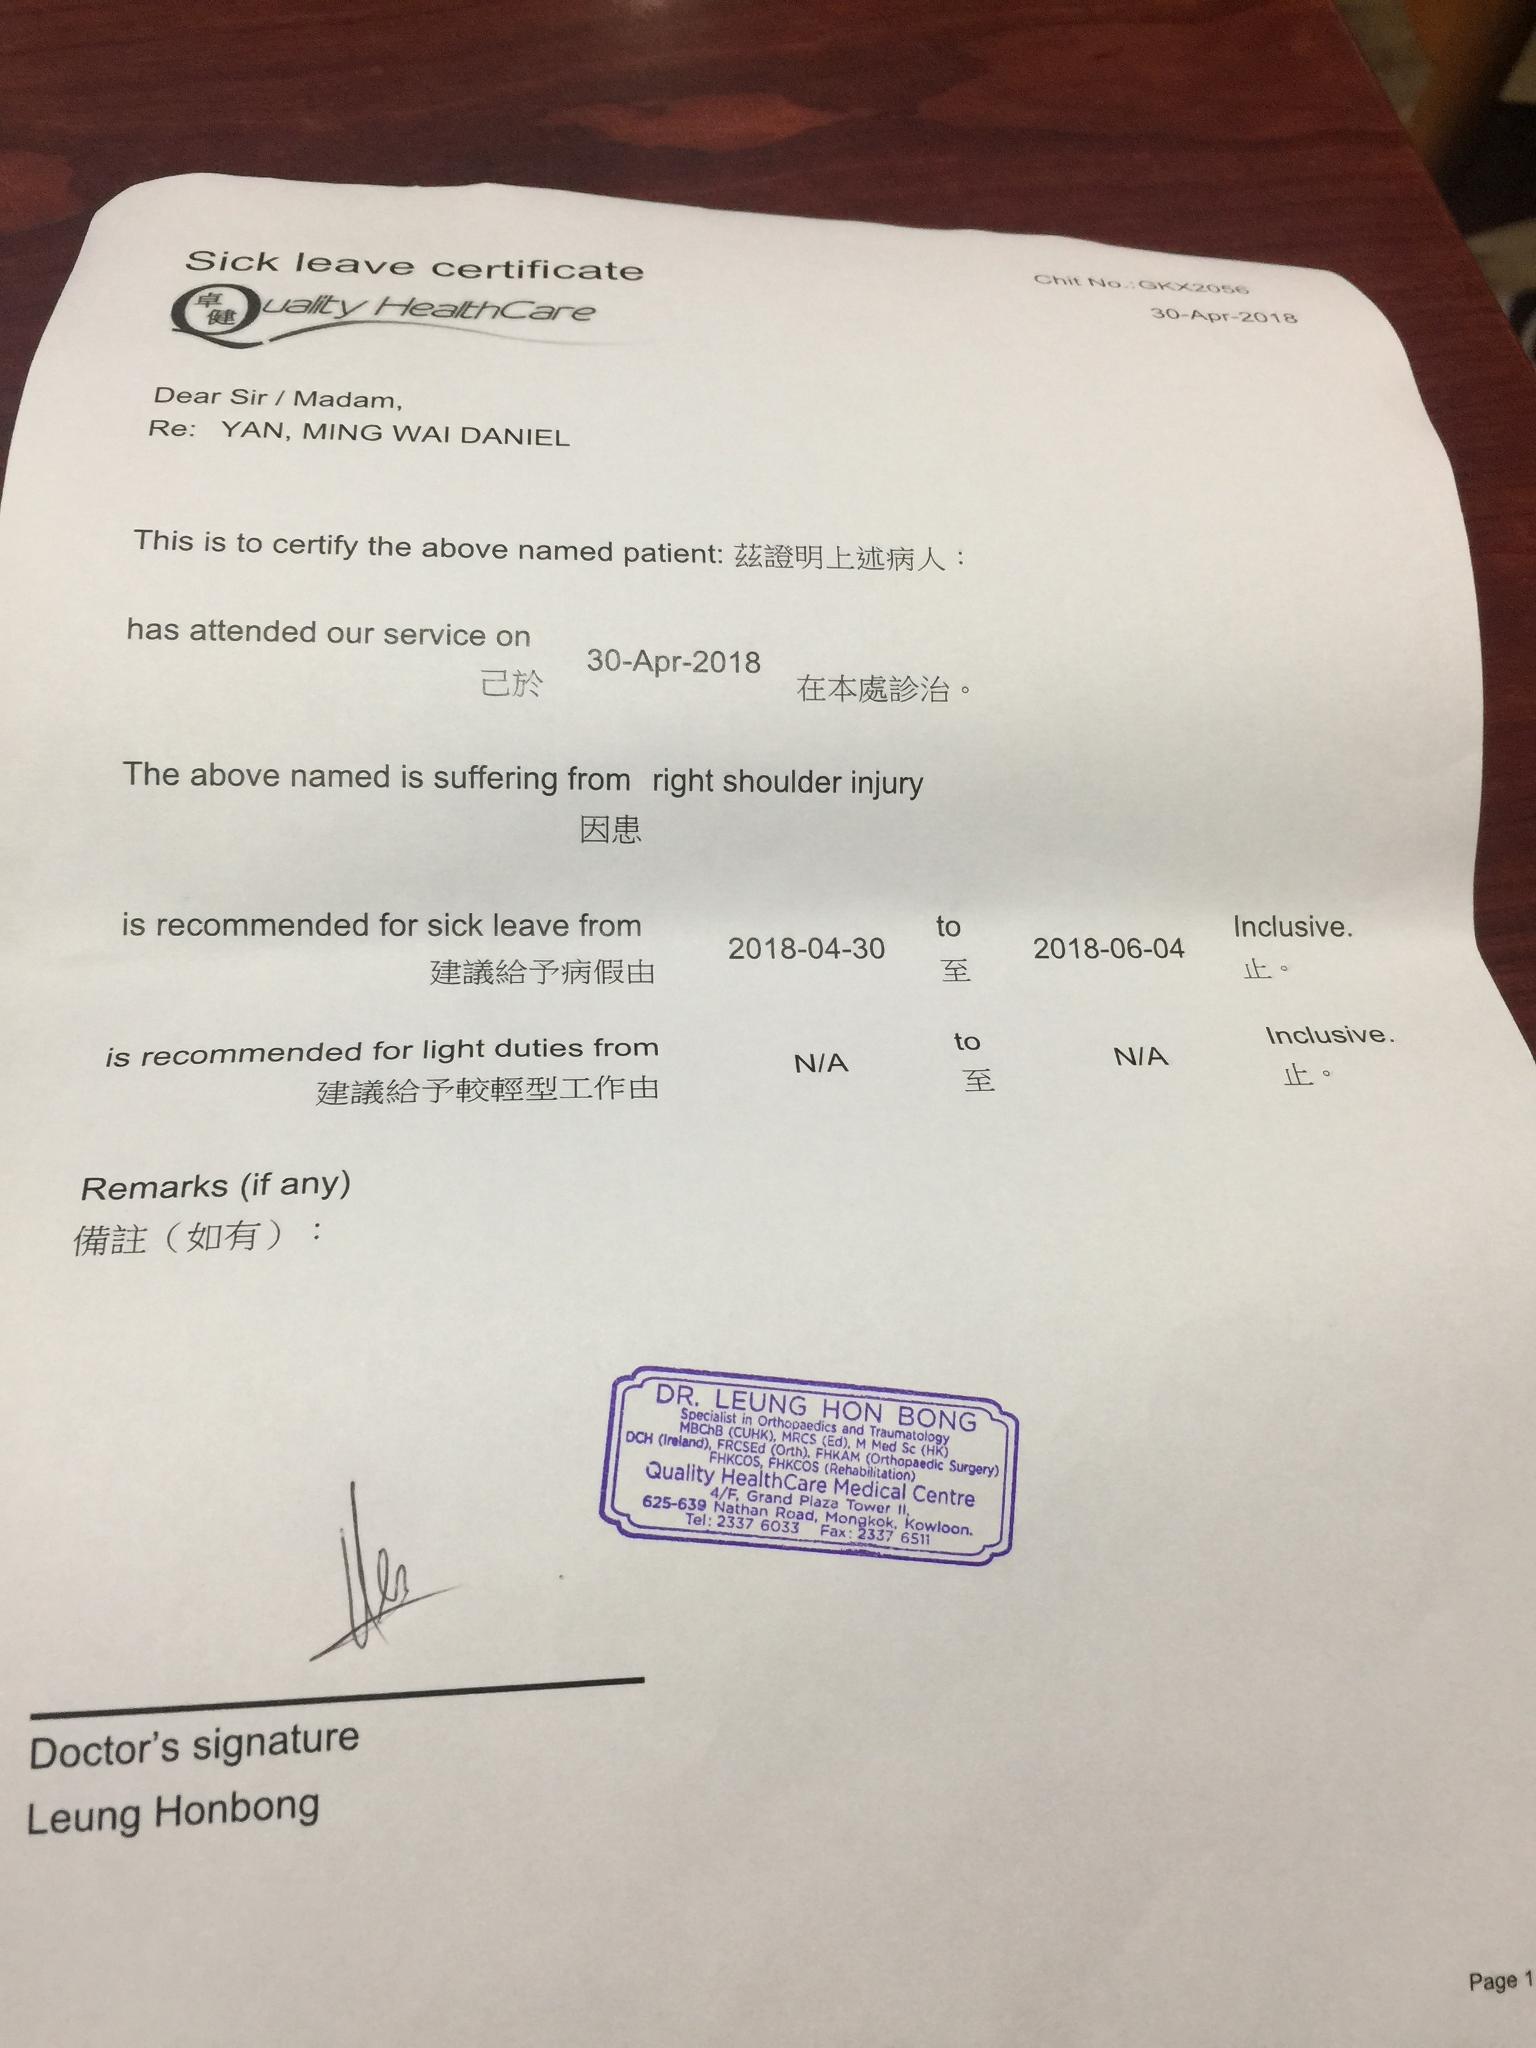 Sick leave certificate
Chit No.:GKX2056
卓健 Quality HealthCare
30-Apr-2018
Dear Sir / Madam,
Re: YAN, MING WAI DANIEL
This is to certify the above named patient: 茲證明上述病人：
has attended our service on
30-Apr-2018
己於 在本處診治。
The above named is suffering from right shoulder injury
因患
is recommended for sick leave from 2018-04-30 to 2018-06-04 Inclusive.
建議給予病假由 至 止。
is recommended for light duties from N/A to N/A Inclusive.
建議給予較輕型工作由 至 止。
Remarks (if any)
備註（如有）：
DR. LEUNG HON BONG
Specialist in Orthopaedics and Traumatology
MBChB (CUHK), MRCS (Ed), M Med Sc (HK)
DCH (Ireland), FRCSEd (Orth), FHKAM (Orthopaedic Surgery)
FHKCOS, FHKCOS (Rehabilitation)
Quality HealthCare Medical Centre
4/F, Grand Plaza Tower II,
625-639 Nathan Road, Mongkok, Kowloon.
Tel: 2337 6033 Fax: 2337 6511
Doctor's signature
Leung Honbong
Page 1